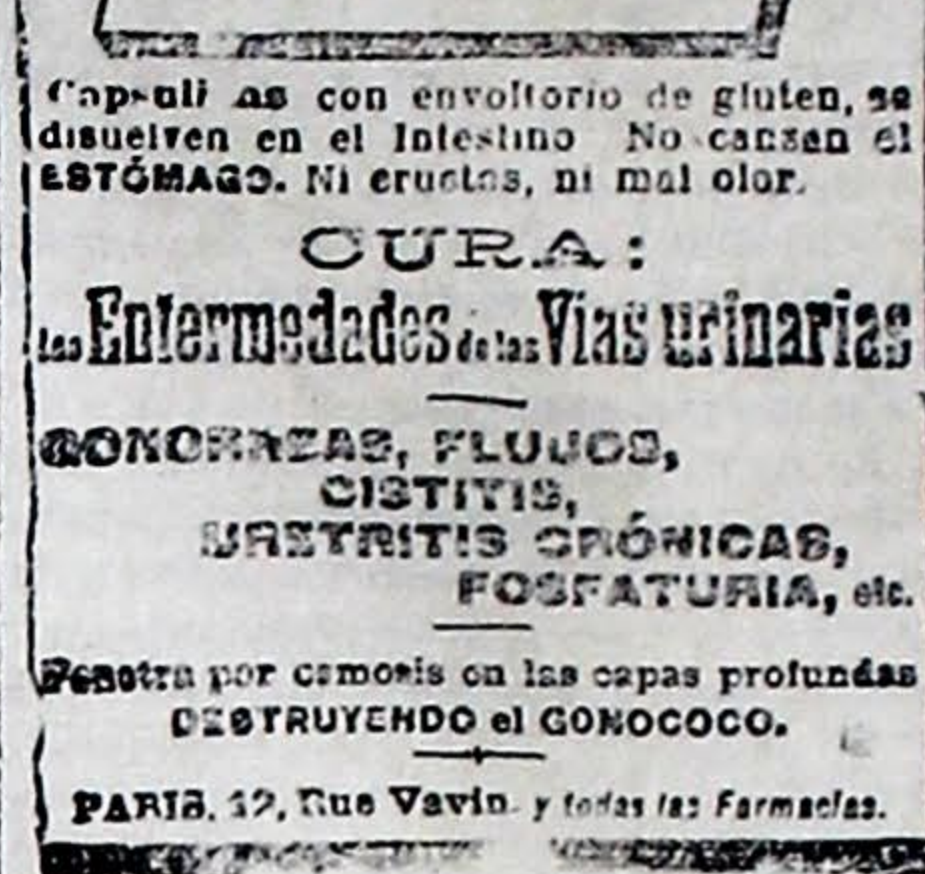 Capsulitas con envoltorio de gluten, se
disuelven en el Intestino No cansan el
ESTÓMAGO. Ni eructos, ni mal olor.
CURA:
las Enfermedades de las Vias urinarias
GONORREAS, FLUJOS,
CISTITIS,
URETRITIS CRÓNICAS,
FOSFATURIA, etc.
Penetra por osmosis en las capas profundas
DESTRUYENDO el GONOCOCO.
PARIS. 12, Rue Vavin. y todas las Farmacias.